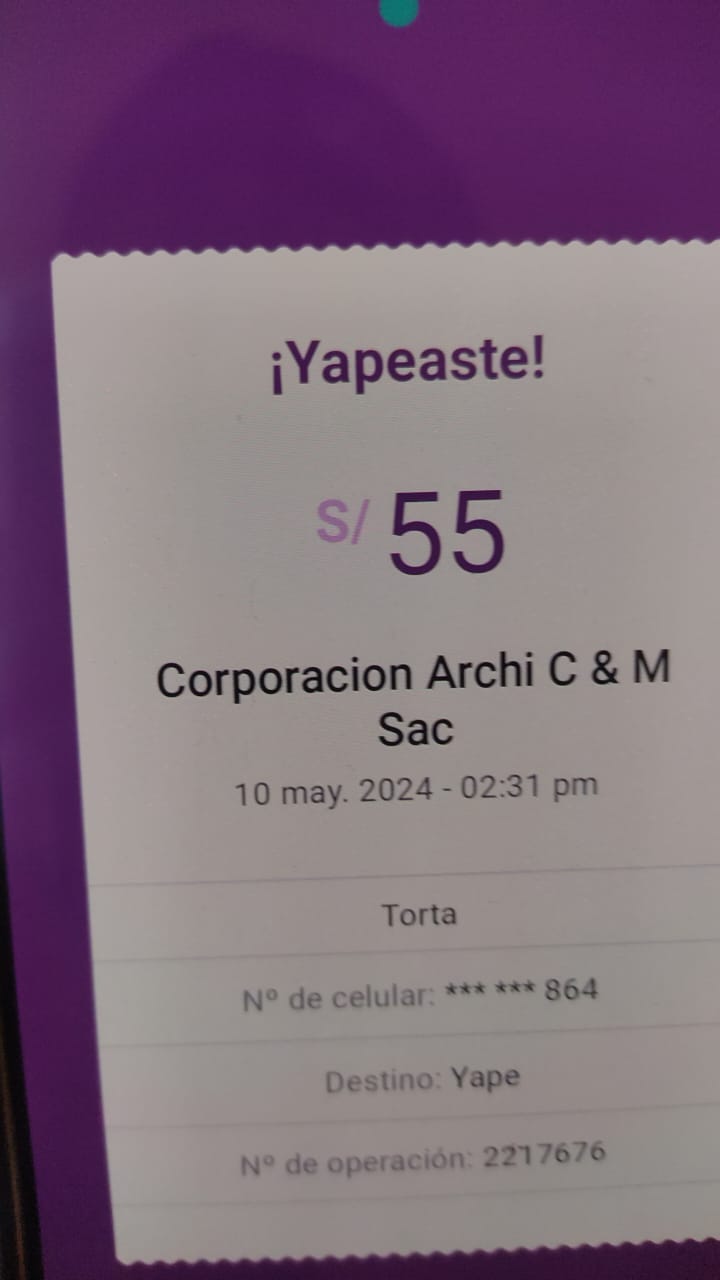 ¡Yapeaste!
S/ 55
Corporacion Archi C & M
Sac
10 may. 2024 - 02:31 pm
Torta
Nº de celular: *** *** 864
Destino: Yape
Nº de operación: 2217676